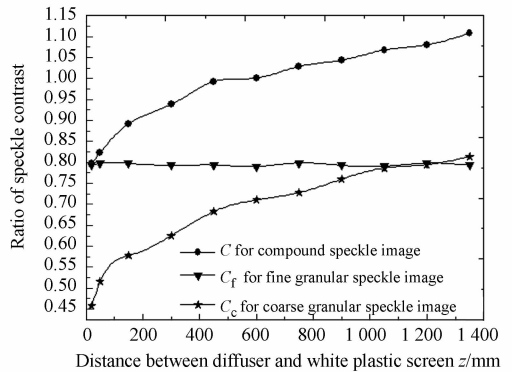 Ratio of speckle contrast
1.15
1.10
1.05
1.00
0.95
0.90
0.85
0.80
0.75
0.70
0.65
0.60
0.55
0.50
0.45
C for compound speckle image
Cf for fine granular speckle image
Cc for coarse granular speckle image
0 200 400 600 800 1 000 1 200 1 400
Distance between diffuser and white plastic screen z/mm